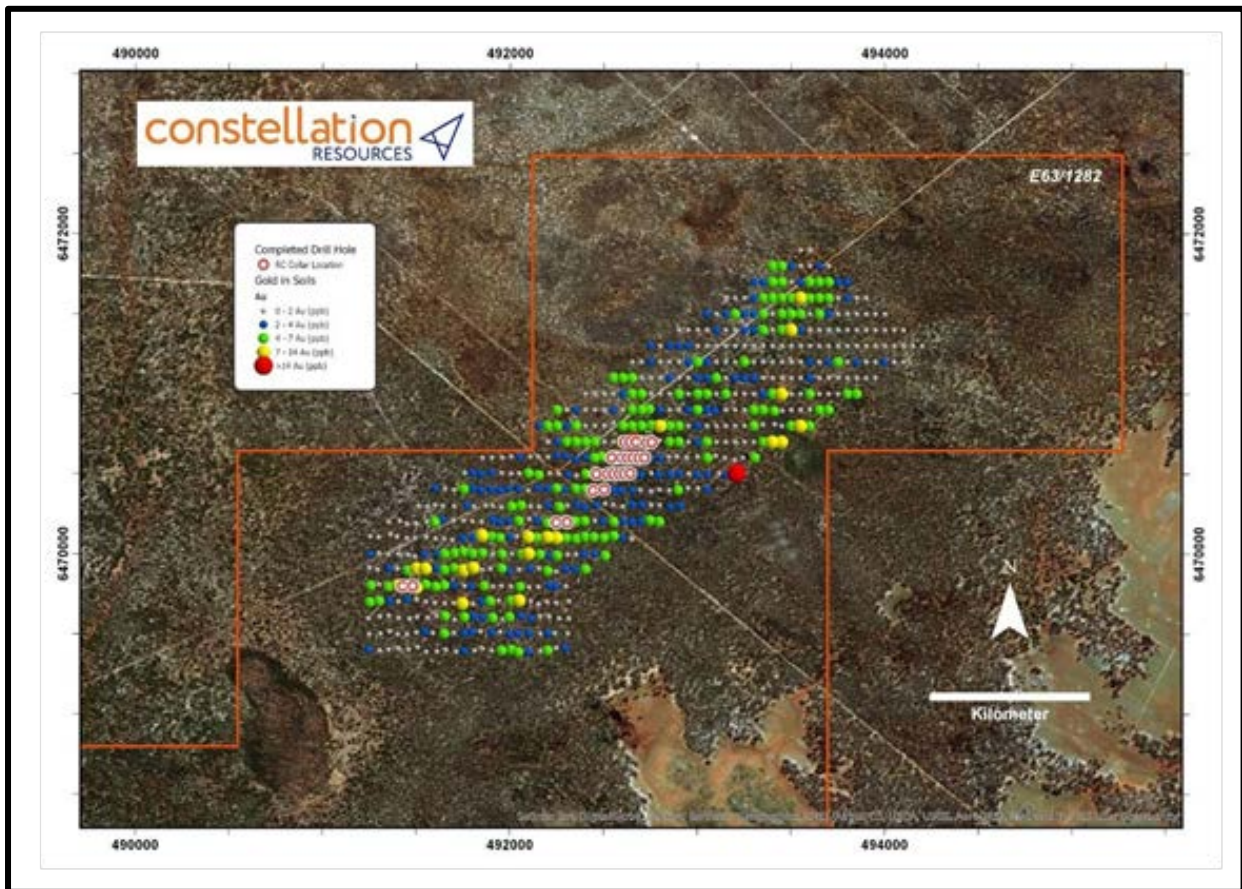 490000
492000
494000
constellation
RESOURCES
E63/1282
6472000
6472000
Completed Drill Hole
RC Collar Location
Gold in Soils
Au
0 - 2 Au (ppb)
2 - 4 Au (ppb)
4 - 7 Au (ppb)
7 - 14 Au (ppb)
>14 Au (ppb)
6470000
6470000
N
Kilometer
490000
492000
494000